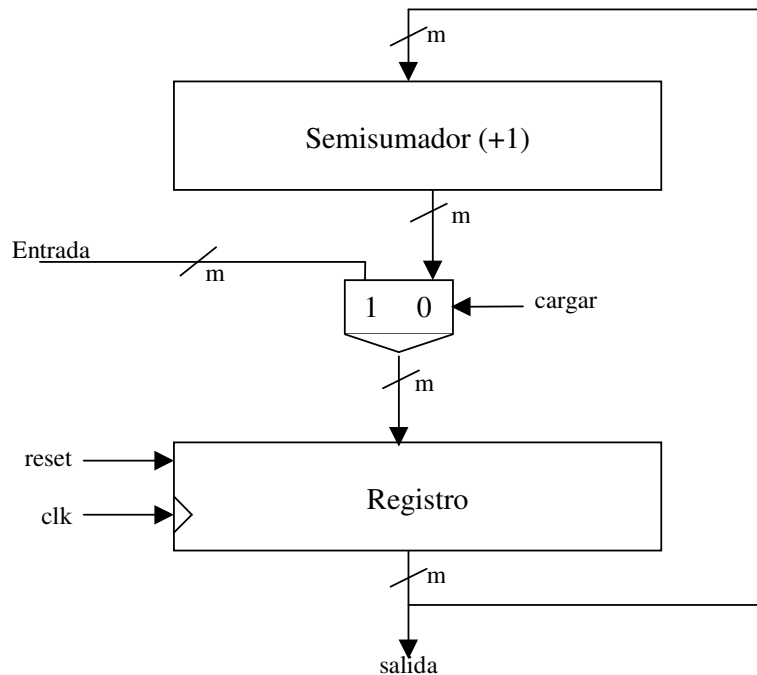 m
Semisumador (+1)
m
Entrada
m
1 0
cargar
m
reset
Registro
clk
m
salida